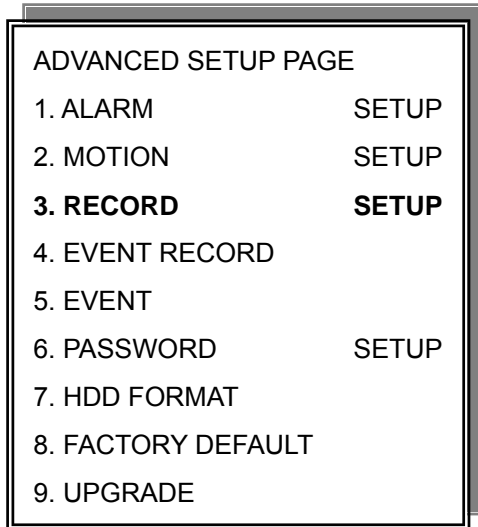 ADVANCED SETUP PAGE
1. ALARM SETUP
2. MOTION SETUP
3. RECORD SETUP
4. EVENT RECORD
5. EVENT
6. PASSWORD SETUP
7. HDD FORMAT
8. FACTORY DEFAULT
9. UPGRADE